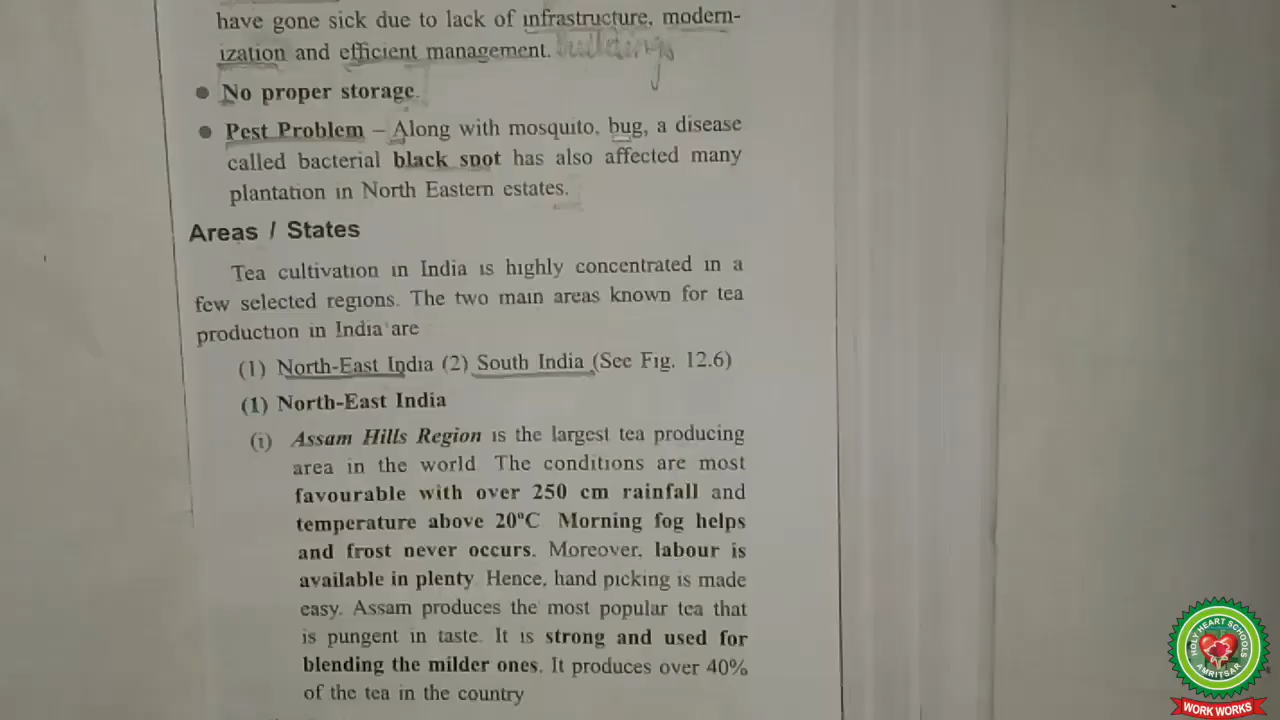 have gone sick due to lack of infrastructure, modern-
ization and efficient management. buildings
● No proper storage.
● Pest Problem – Along with mosquito, bug, a disease
called bacterial black spot has also affected many
plantation in North Eastern estates.
Areas / States
Tea cultivation in India is highly concentrated in a
few selected regions. The two main areas known for tea
production in India are
(1) North-East India (2) South India (See Fig. 12.6)
(1) North-East India
(i) Assam Hills Region is the largest tea producing
area in the world The conditions are most
favourable with over 250 cm rainfall and
temperature above 20°C Morning fog helps
and frost never occurs. Moreover, labour is
available in plenty Hence, hand picking is made
easy. Assam produces the most popular tea that
is pungent in taste. It is strong and used for
blending the milder ones. It produces over 40%
of the tea in the country
HOLY HEART SCHOOLS
AMRITSAR
WORK WORKS